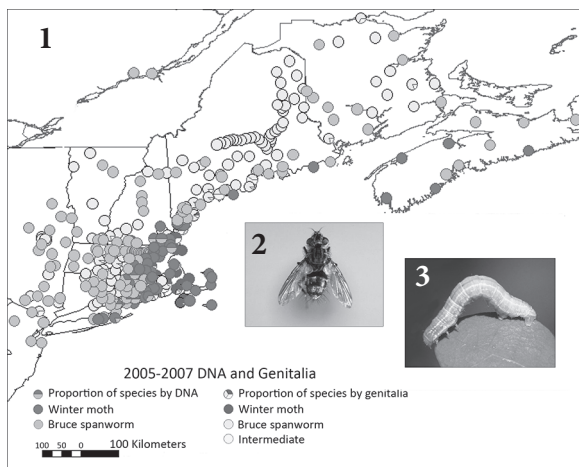 1
2
3
2005-2007 DNA and Genitalia
Proportion of species by DNA
Winter moth
Bruce spanworm
Proportion of species by genitalia
Winter moth
Bruce spanworm
Intermediate
100 50 0 100 Kilometers